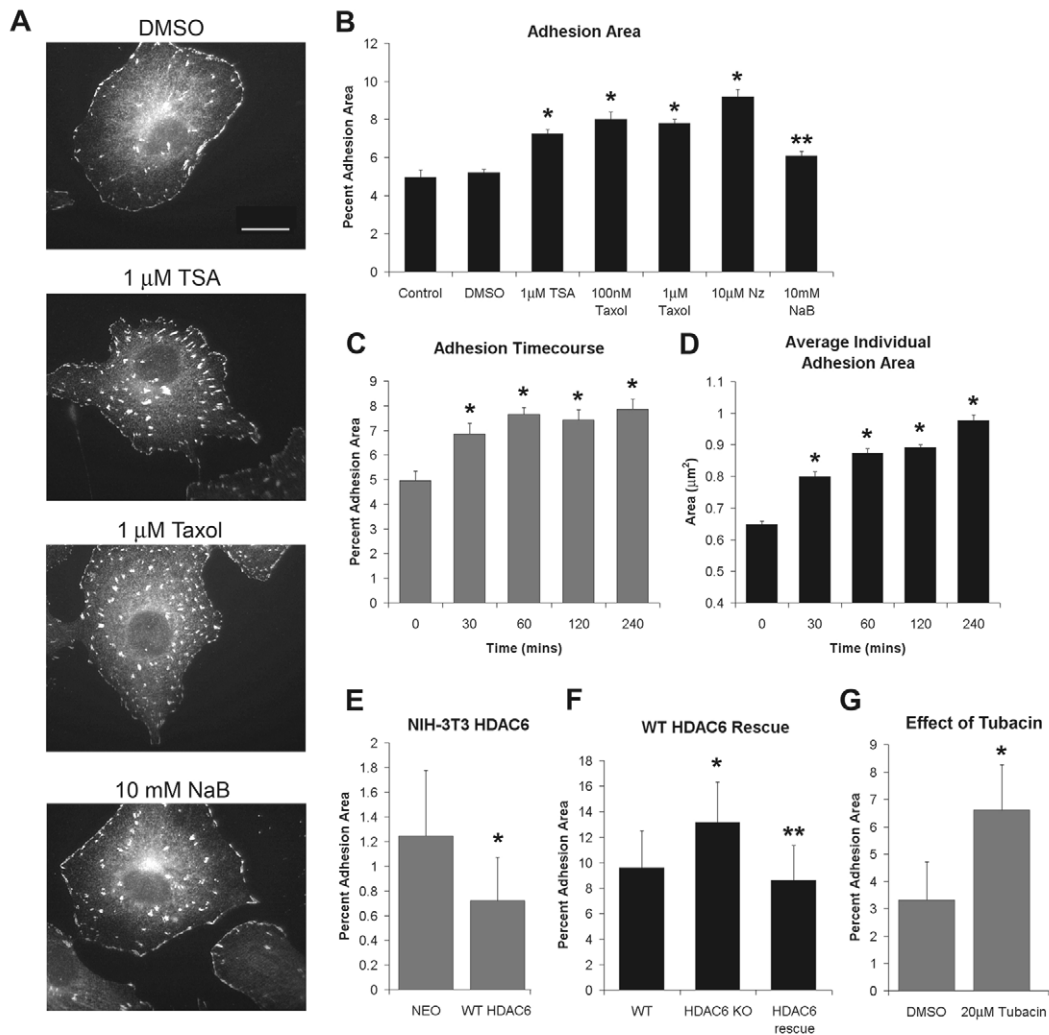 A
DMSO
1 μM TSA
1 μM Taxol
10 mM NaB
B
Adhesion Area
Pecent Adhesion Area
12
10
8
6
4
2
0
*
*
*
*
**
Control DMSO 1μM TSA 100nM Taxol 1μM Taxol 10μM Nz 10mM NaB
C
Adhesion Timecourse
Percent Adhesion Area
9
8
7
6
5
4
3
2
1
0
*
*
*
*
0 30 60 120 240
Time (mins)
D
Average Individual
Adhesion Area
Area (μm²)
1.1
1
0.9
0.8
0.7
0.6
0.5
0.4
*
*
*
*
0 30 60 120 240
Time (mins)
E
NIH-3T3 HDAC6
Percent Adhesion Area
2
1.8
1.6
1.4
1.2
1
0.8
0.6
0.4
0.2
0
*
NEO WT HDAC6
F
WT HDAC6 Rescue
Percent Adhesion Area
18
16
14
12
10
8
6
4
2
0
*
**
WT HDAC6 KO HDAC6 rescue
G
Effect of Tubacin
Percent Adhesion Area
9
8
7
6
5
4
3
2
1
0
*
DMSO 20μM Tubacin